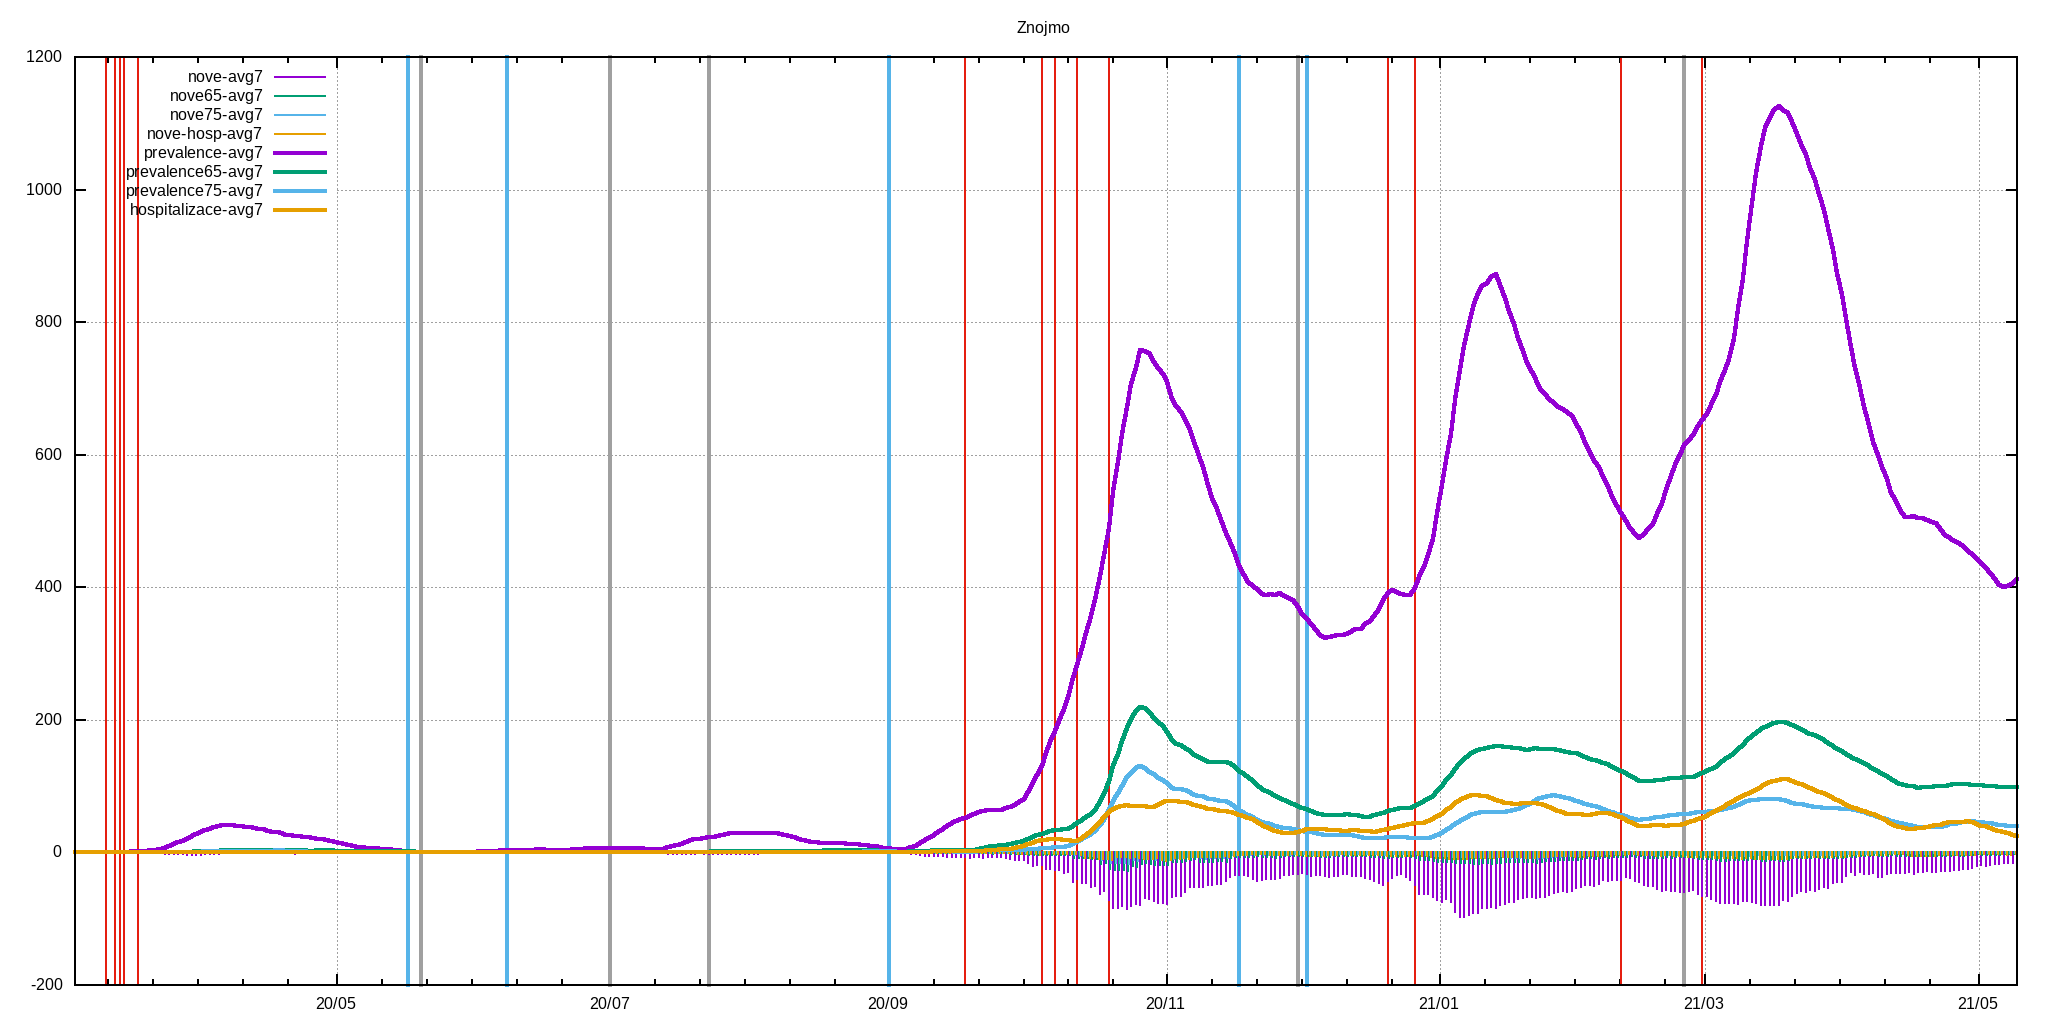 Znojmo
1200
1000
800
600
400
200
0
-200
nove-avg7
nove65-avg7
nove75-avg7
nove-hosp-avg7
prevalence-avg7
prevalence65-avg7
prevalence75-avg7
hospitalizace-avg7
20/05 20/07 20/09 20/11 21/01 21/03 21/05